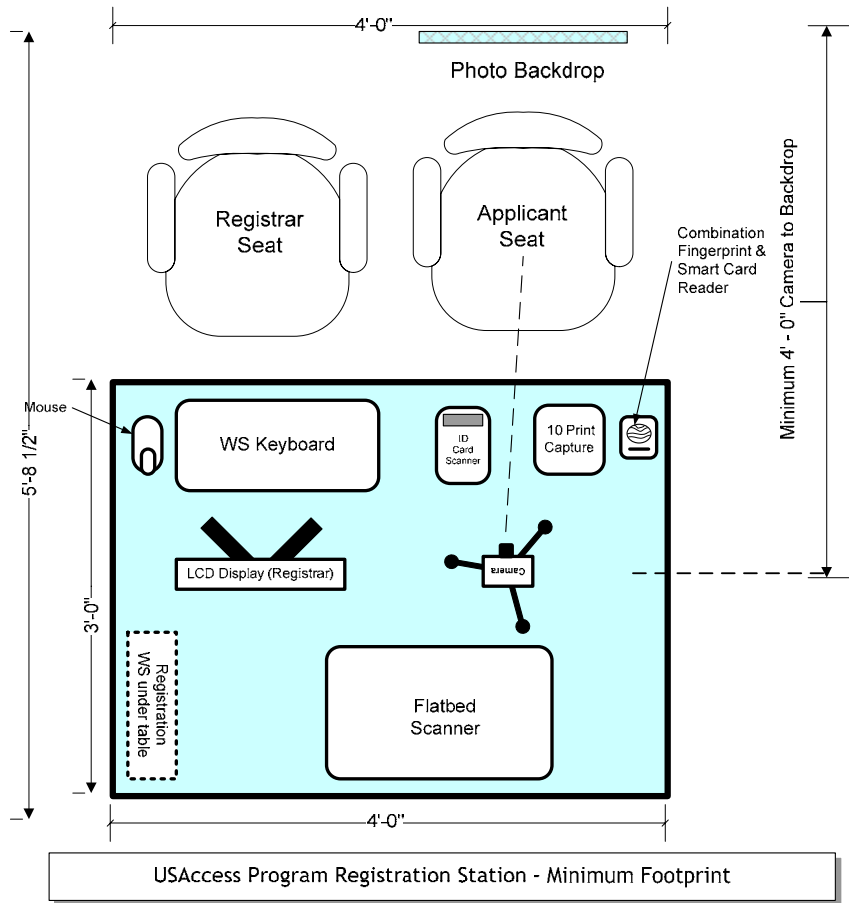 4'-0"
Photo Backdrop
Registrar
Seat
Applicant
Seat
Combination
Fingerprint &
Smart Card
Reader
Minimum 4' - 0" Camera to Backdrop
Mouse
5'-8 1/2"
WS Keyboard
ID
Card
Scanner
10 Print
Capture
LCD Display (Registrar)
Camera
3'-0"
Registration
WS under table
Flatbed
Scanner
4'-0"
USAccess Program Registration Station - Minimum Footprint